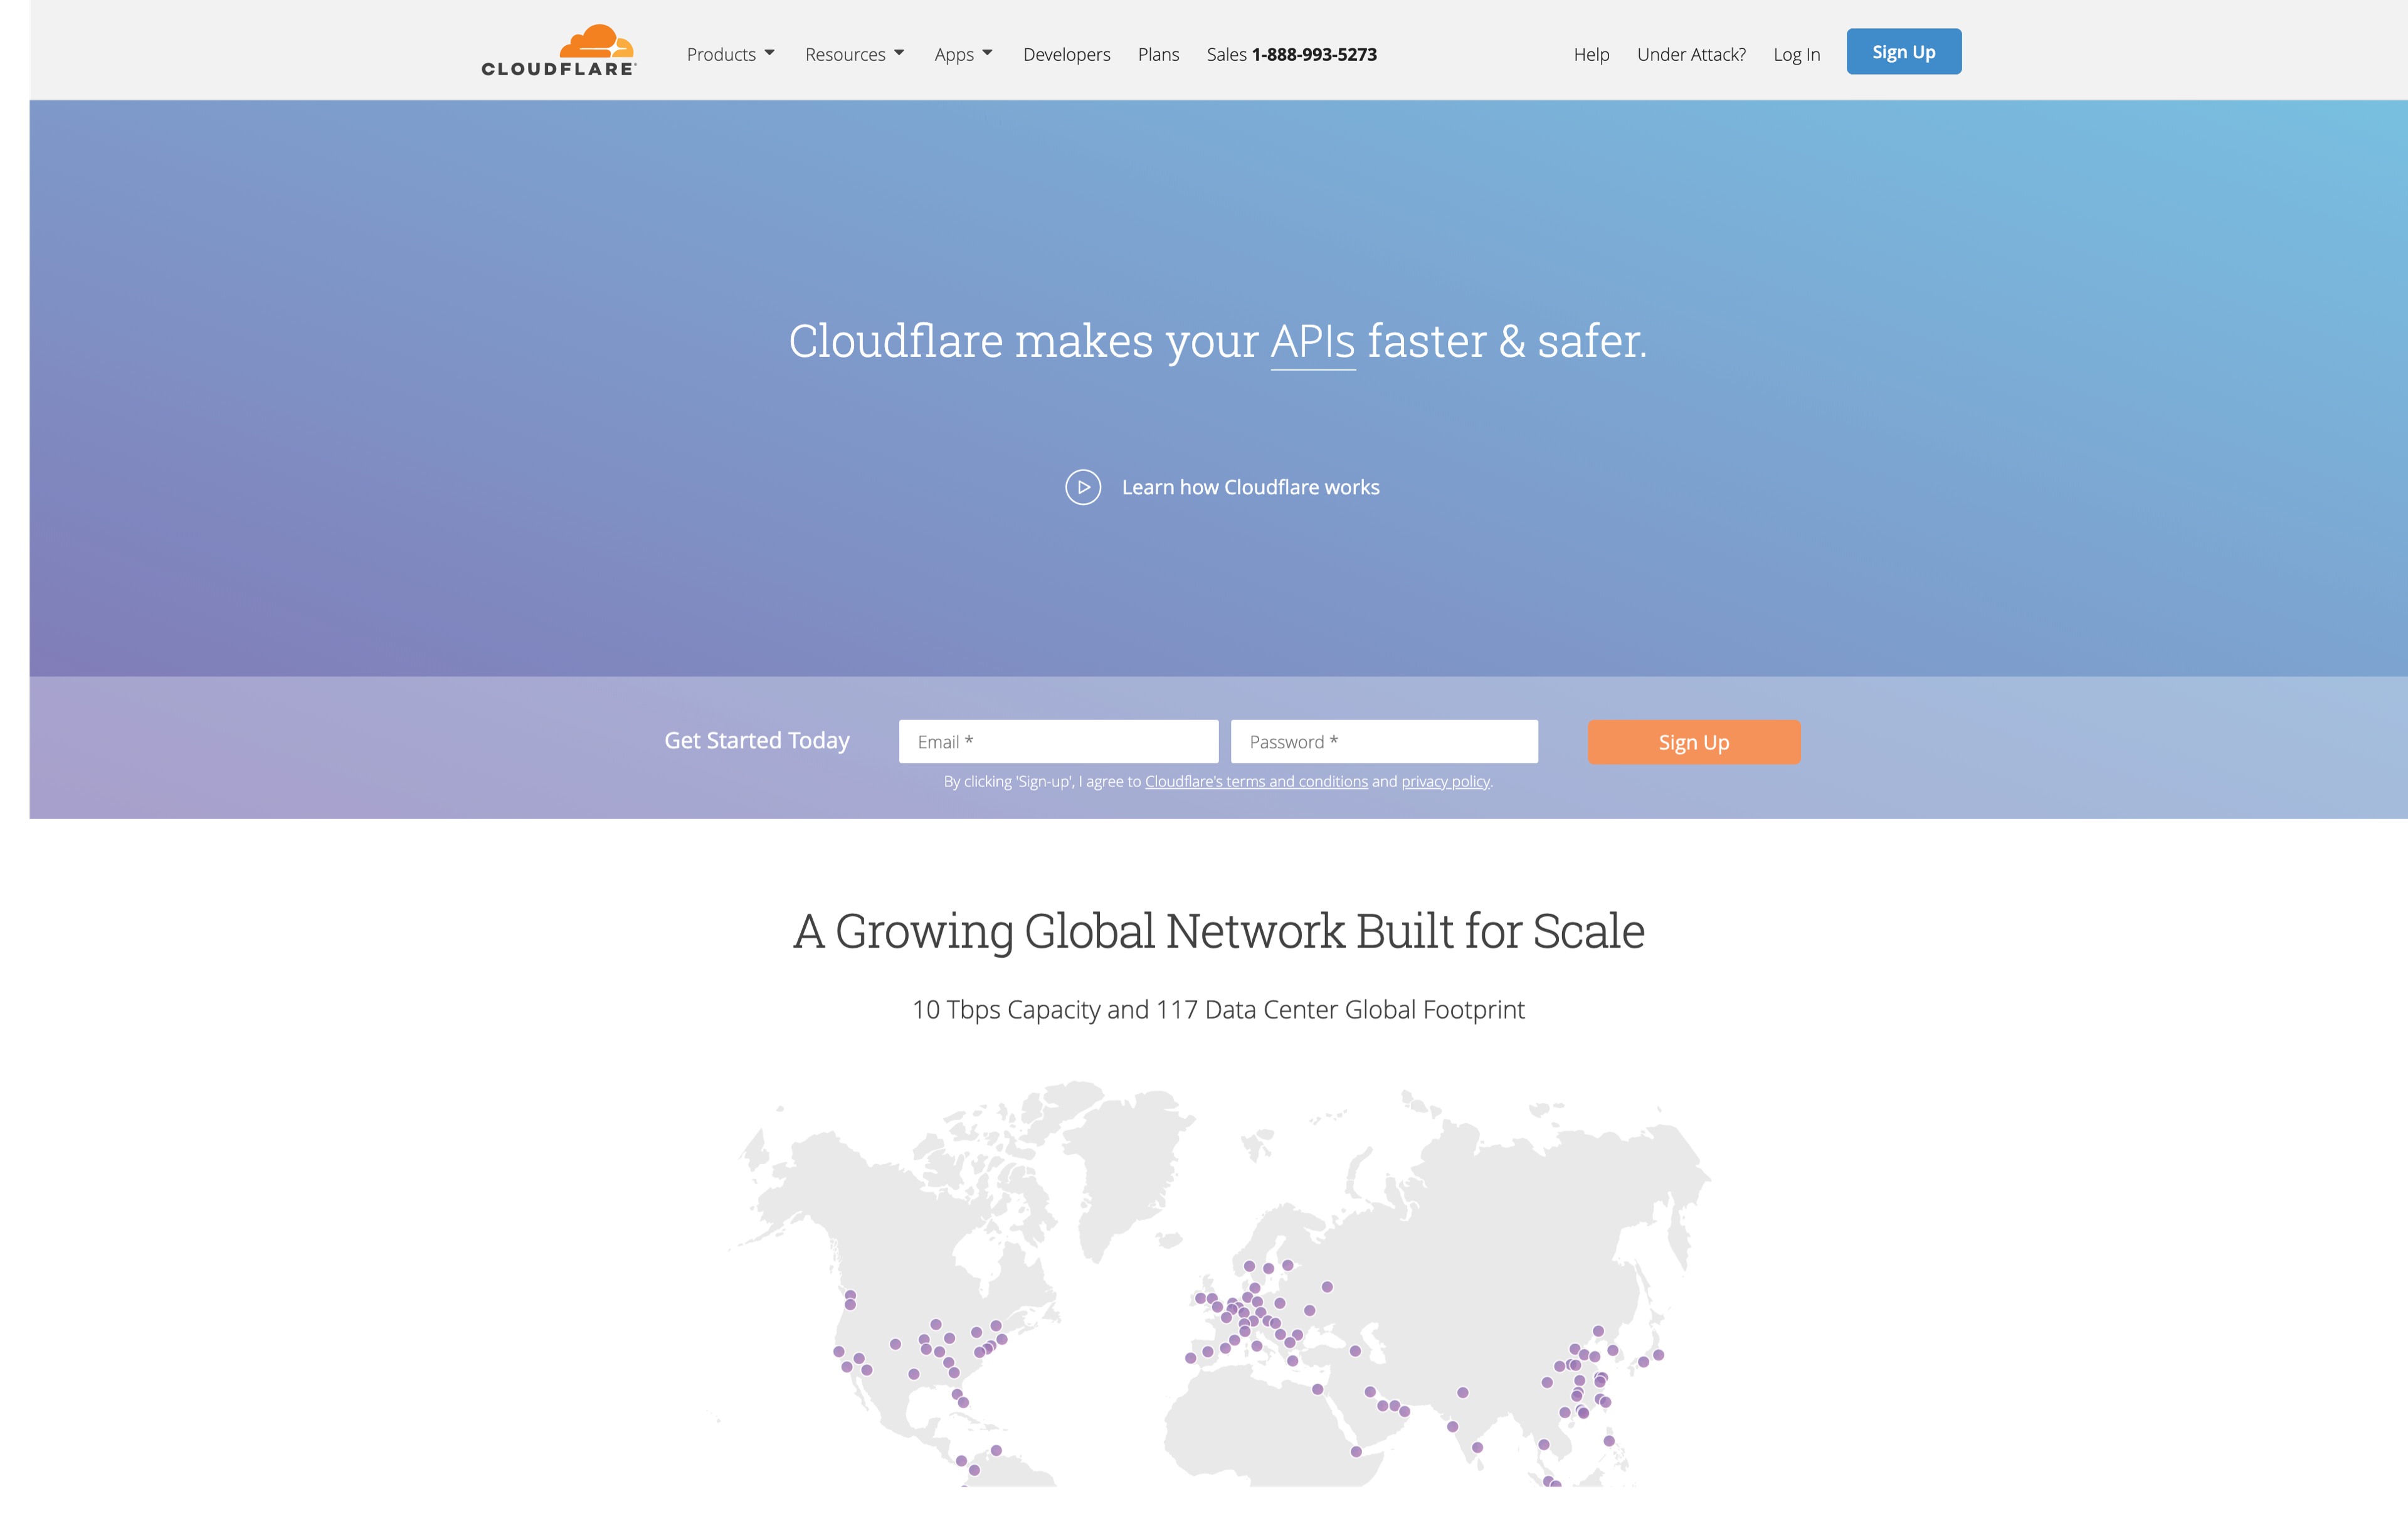 CLOUDFLARE
Products Resources Apps Developers Plans Sales 1-888-993-5273 Help Under Attack? Log In Sign Up
Cloudflare makes your APIs faster & safer.
Learn how Cloudflare works
Get Started Today Email * Password * Sign Up
By clicking 'Sign-up', I agree to Cloudflare's terms and conditions and privacy policy.
A Growing Global Network Built for Scale
10 Tbps Capacity and 117 Data Center Global Footprint